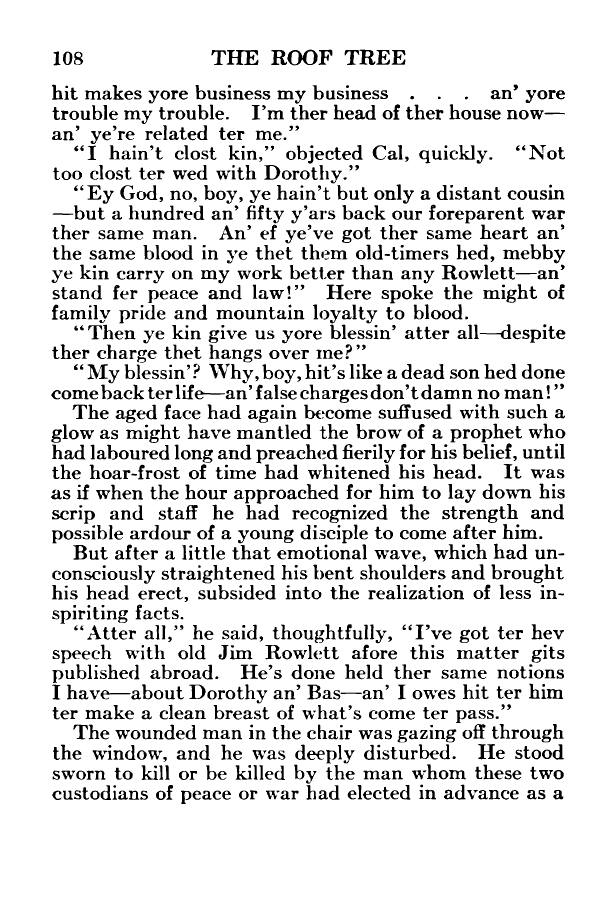 108 THE ROOF TREE
hit makes yore business my business . . . an' yore
trouble my trouble. I'm ther head of ther house now—
an' ye're related ter me."
"I hain't clost kin," objected Cal, quickly. "Not
too clost ter wed with Dorothy."
"Ey God, no, boy, ye hain't but only a distant cousin
—but a hundred an' fifty y'ars back our foreparent war
ther same man. An' ef ye've got ther same heart an'
the same blood in ye thet them old-timers hed, mebby
ye kin carry on my work better than any Rowlett—an'
stand fer peace and law!" Here spoke the might of
family pride and mountain loyalty to blood.
"Then ye kin give us yore blessin' atter all—despite
ther charge thet hangs over me?"
"My blessin'? Why, boy, hit's like a dead son hed done
come back ter life—an' false charges don't damn no man!"
The aged face had again become suffused with such a
glow as might have mantled the brow of a prophet who
had laboured long and preached fierily for his belief, until
the hoar-frost of time had whitened his head. It was
as if when the hour approached for him to lay down his
scrip and staff he had recognized the strength and
possible ardour of a young disciple to come after him.
But after a little that emotional wave, which had un-
consciously straightened his bent shoulders and brought
his head erect, subsided into the realization of less in-
spiriting facts.
"Atter all," he said, thoughtfully, "I've got ter hev
speech with old Jim Rowlett afore this matter gits
published abroad. He's done held ther same notions
I have—about Dorothy an' Bas—an' I owes hit ter him
ter make a clean breast of what's come ter pass."
The wounded man in the chair was gazing off through
the window, and he was deeply disturbed. He stood
sworn to kill or be killed by the man whom these two
custodians of peace or war had elected in advance as a